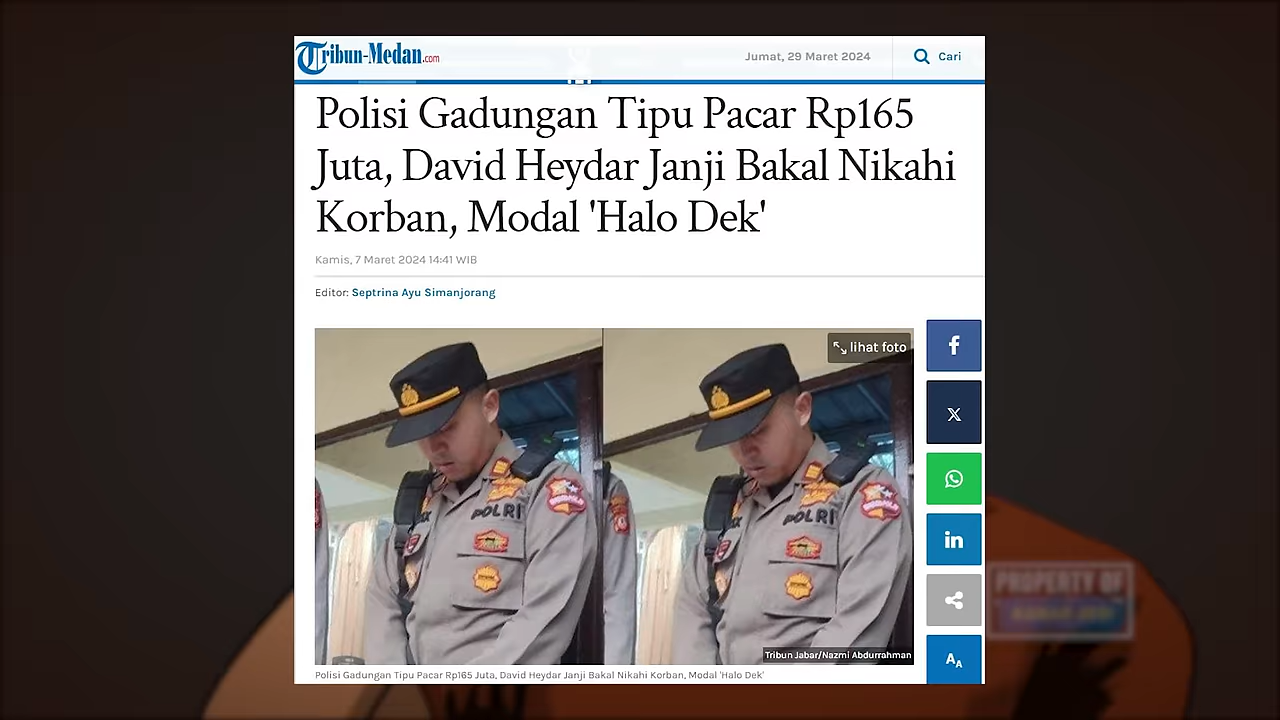 Tribun-Medan.com
Jumat, 29 Maret 2024
Cari
Polisi Gadungan Tipu Pacar Rp165
Juta, David Heydar Janji Bakal Nikahi
Korban, Modal 'Halo Dek'
Kamis, 7 Maret 2024 14:41 WIB
Editor: Septrina Ayu Simanjorang
lihat foto
POLRI
POLRI
Tribun Jabar/Nazmi Abdurrahman
Polisi Gadungan Tipu Pacar Rp165 Juta, David Heydar Janji Bakal Nikahi Korban, Modal 'Halo Dek'
PROPERTY OF